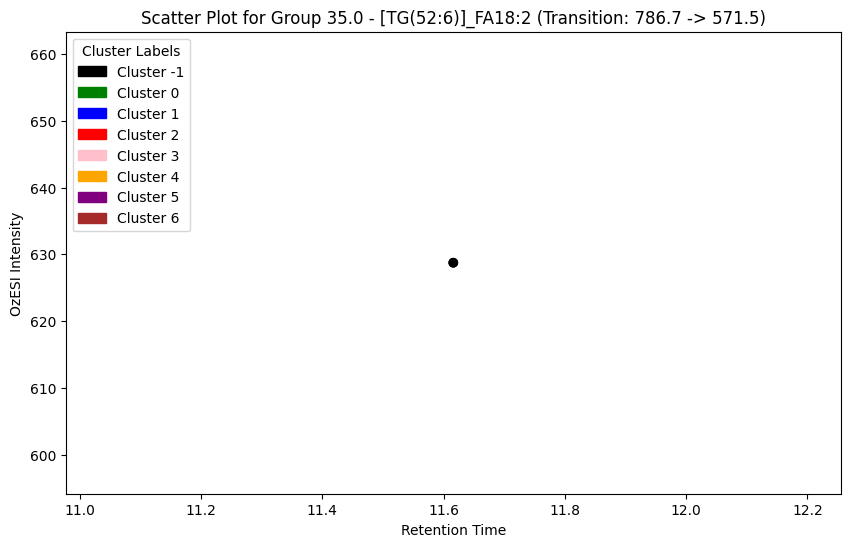 Scatter Plot for Group 35.0 - [TG(52:6)]_FA18:2 (Transition: 786.7 -> 571.5)
Cluster Labels
Cluster -1
Cluster 0
Cluster 1
Cluster 2
Cluster 3
Cluster 4
Cluster 5
Cluster 6
OzESI Intensity
660
650
640
630
620
610
600
11.0 11.2 11.4 11.6 11.8 12.0 12.2
Retention Time